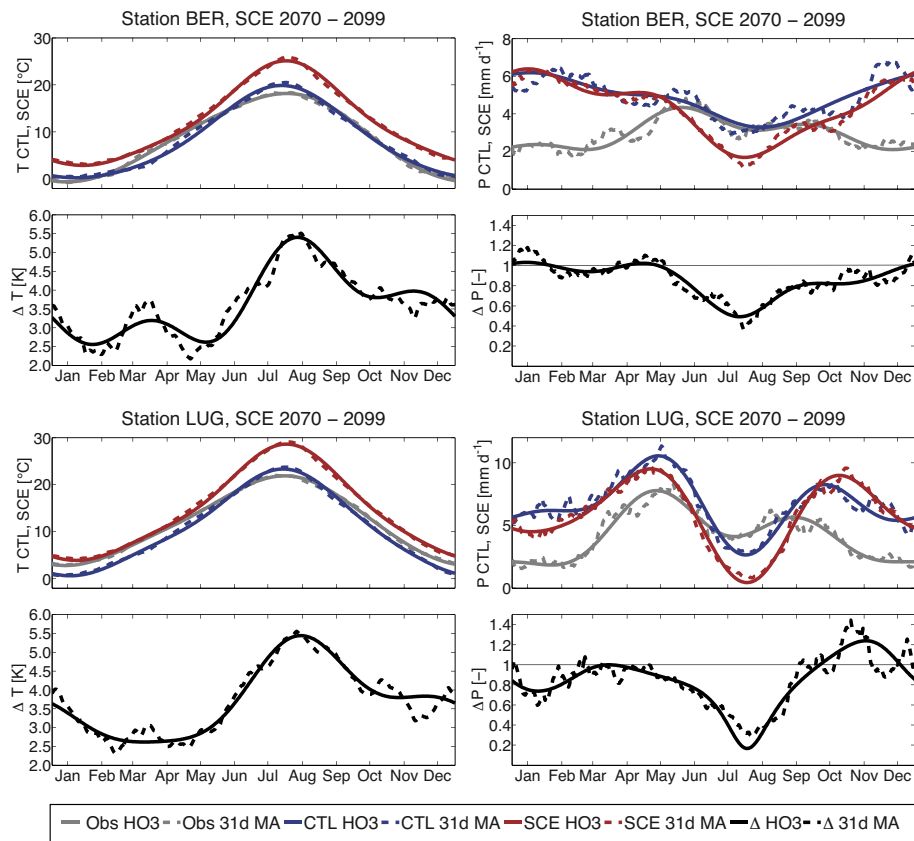 Station BER, SCE 2070 – 2099
T CTL, SCE [°C]
30
20
10
0
Δ T [K]
6.0
5.5
5.0
4.5
4.0
3.5
3.0
2.5
2.0
Jan Feb Mar Apr May Jun Jul Aug Sep Oct Nov Dec
Station BER, SCE 2070 – 2099
P CTL, SCE [mm d⁻¹]
8
6
4
2
0
Δ P [–]
1.4
1.2
1
0.8
0.6
0.4
0.2
Jan Feb Mar Apr May Jun Jul Aug Sep Oct Nov Dec
Station LUG, SCE 2070 – 2099
T CTL, SCE [°C]
30
20
10
0
Δ T [K]
6.0
5.5
5.0
4.5
4.0
3.5
3.0
2.5
2.0
Jan Feb Mar Apr May Jun Jul Aug Sep Oct Nov Dec
Station LUG, SCE 2070 – 2099
P CTL, SCE [mm d⁻¹]
10
5
0
Δ P [–]
1.4
1.2
1
0.8
0.6
0.4
0.2
Jan Feb Mar Apr May Jun Jul Aug Sep Oct Nov Dec
Obs HO3 Obs 31d MA CTL HO3 CTL 31d MA SCE HO3 SCE 31d MA Δ HO3 Δ 31d MA